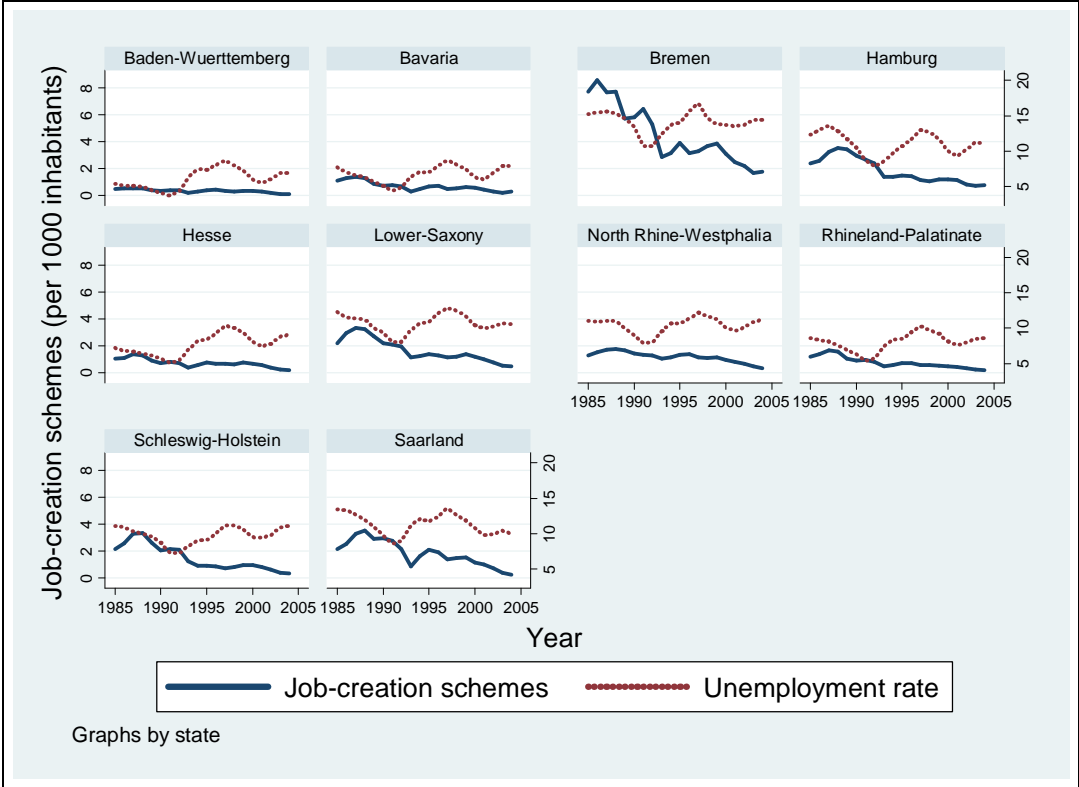 Job-creation schemes (per 1000 inhabitants)
Baden-Wuerttemberg
Bavaria
Bremen
Hamburg
8
6
4
2
0
20
15
10
5
Hesse
Lower-Saxony
North Rhine-Westphalia
Rhineland-Palatinate
8
6
4
2
0
20
15
10
5
1985 1990 1995 2000 2005
1985 1990 1995 2000 2005
Schleswig-Holstein
Saarland
8
6
4
2
0
20
15
10
5
1985 1990 1995 2000 2005
1985 1990 1995 2000 2005
Year
Job-creation schemes
Unemployment rate
Graphs by state